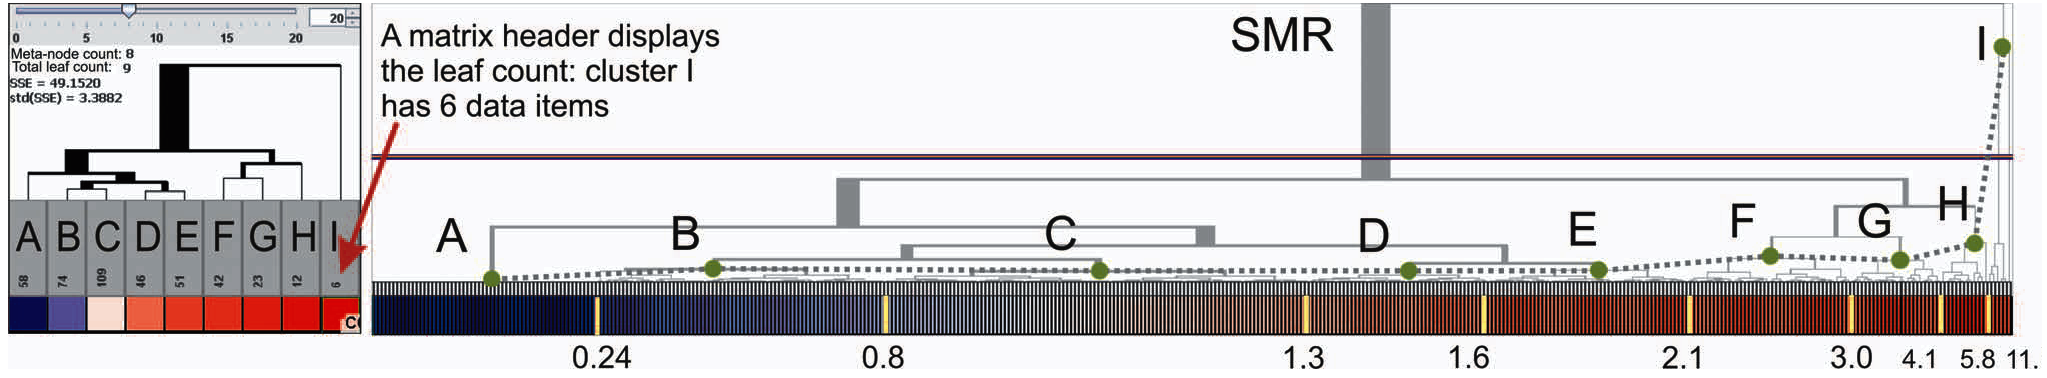 20
0 5 10 15 20
Meta-node count: 8
Total leaf count: 9
SSE = 49.1520
std(SSE) = 3.3882
A B C D E F G H I
58 74 109 46 51 42 23 12 6
A matrix header displays
the leaf count: cluster I
has 6 data items
SMR
I
A B C D E F G H
0.24 0.8 1.3 1.6 2.1 3.0 4.1 5.8 11.